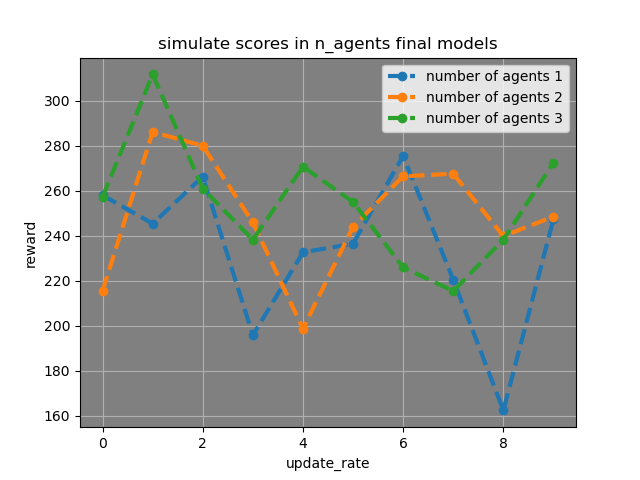 simulate scores in n_agents final models
number of agents 1
number of agents 2
number of agents 3
reward
300
280
260
240
220
200
180
160
0 2 4 6 8
update_rate